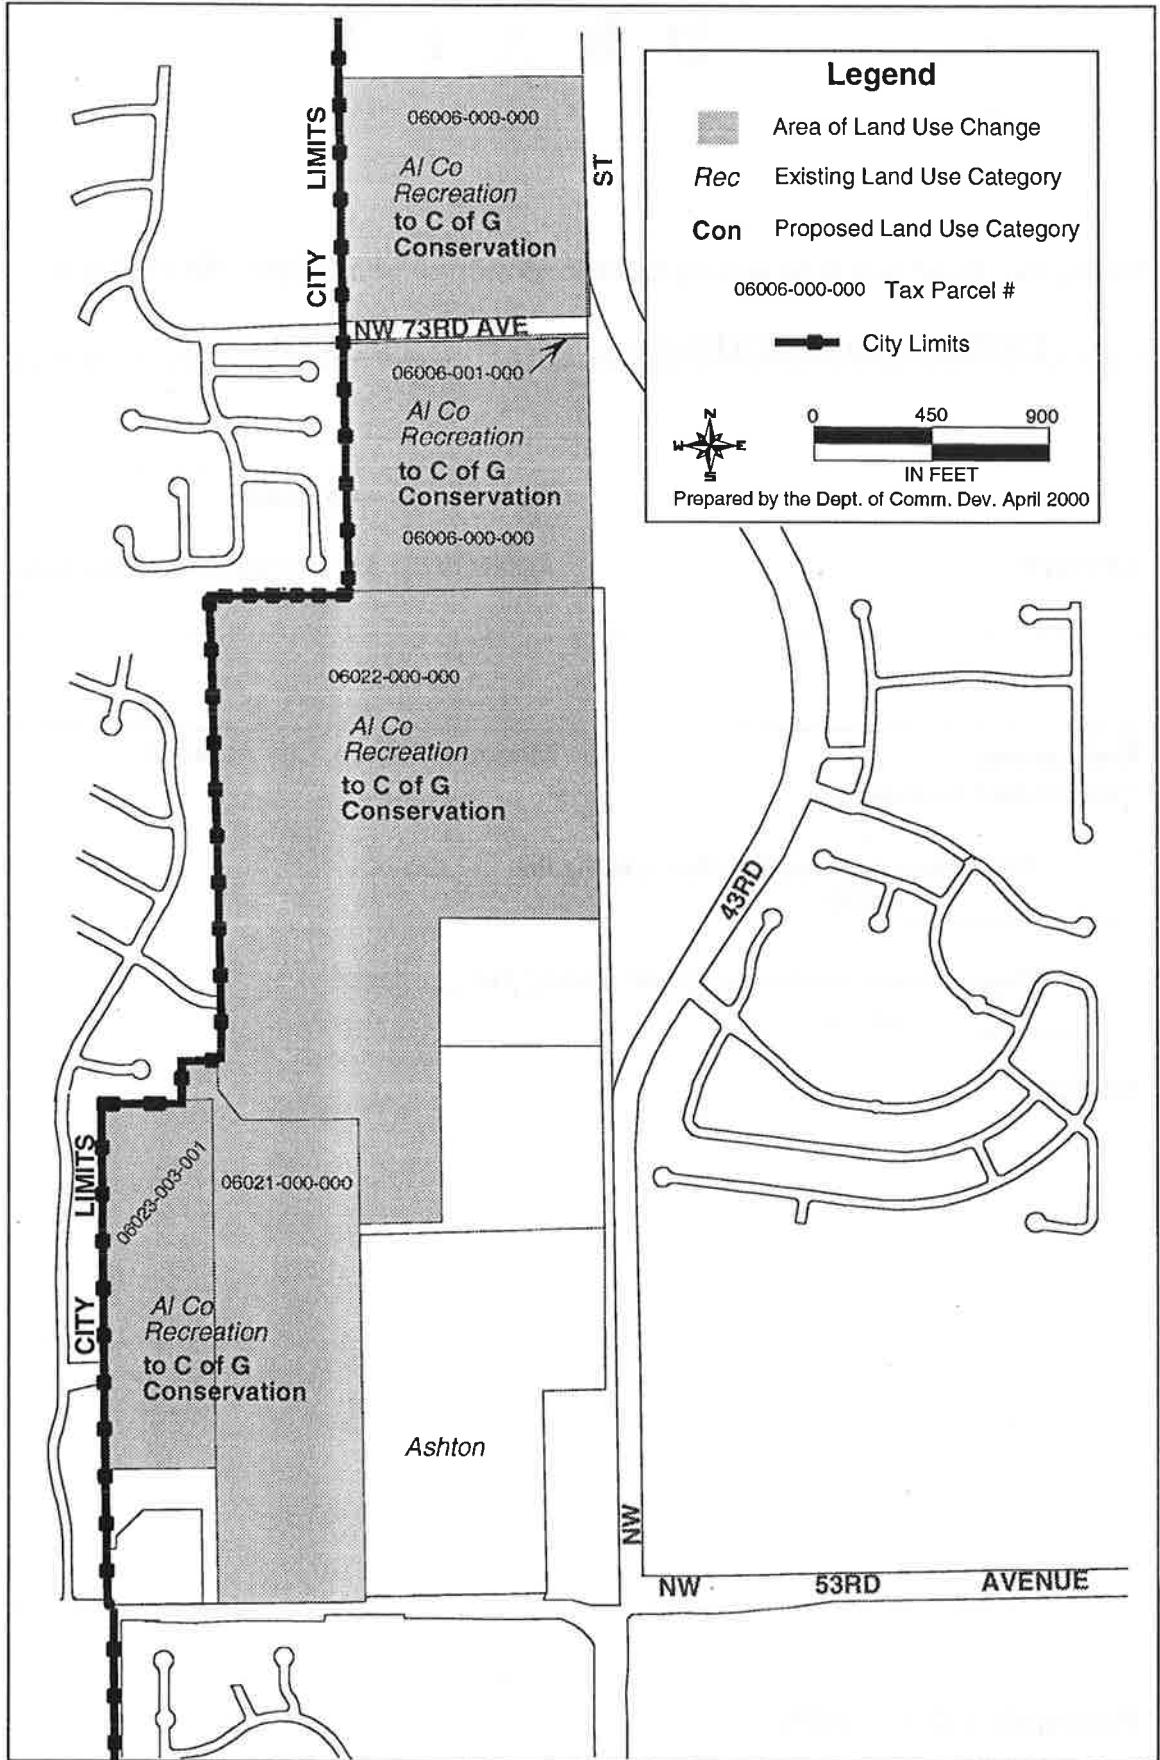 Legend
Area of Land Use Change
Rec Existing Land Use Category
Con Proposed Land Use Category
06006-000-000 Tax Parcel #
City Limits
N
W E
S
0 450 900
IN FEET
Prepared by the Dept. of Comm. Dev. April 2000
CITY LIMITS
06006-000-000
Al Co
Recreation
to C of G
Conservation
ST
NW 73RD AVE
06006-001-000
Al Co
Recreation
to C of G
Conservation
06006-000-000
06022-000-000
Al Co
Recreation
to C of G
Conservation
43RD
CITY LIMITS
06023-003-001
06021-000-000
Al Co
Recreation
to C of G
Conservation
Ashton
NW
NW 53RD AVENUE